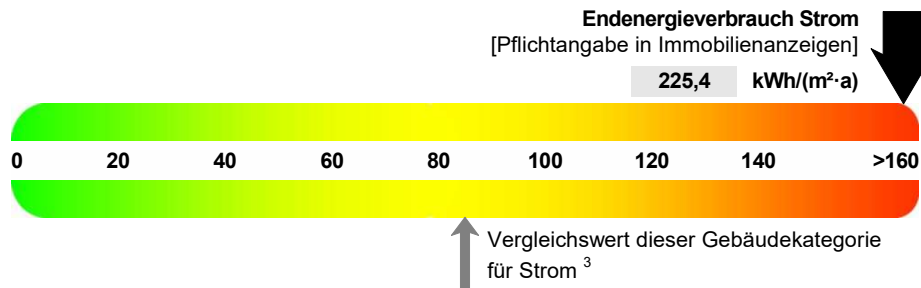 Endenergieverbrauch Strom
[Pflichtangabe in Immobilienanzeigen]
225,4 kWh/(m²·a)
0 20 40 60 80 100 120 140 >160
Vergleichswert dieser Gebäudekategorie
für Strom ³